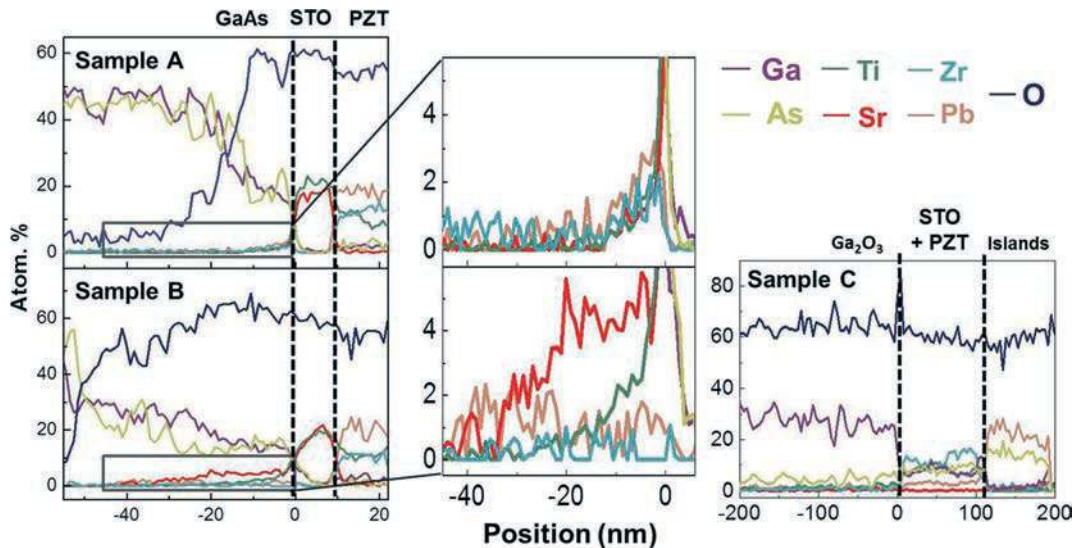 GaAs STO PZT
Sample A
60
40
20
0
Sample B
60
40
20
0
-40 -20 0 20
Atom. %
4
2
0
4
2
0
-40 -20 0
Position (nm)
Ga Ti Zr O
As Sr Pb
STO
Ga₂O₃ + PZT Islands
Sample C
80
60
40
20
0
-200 -100 0 100 200